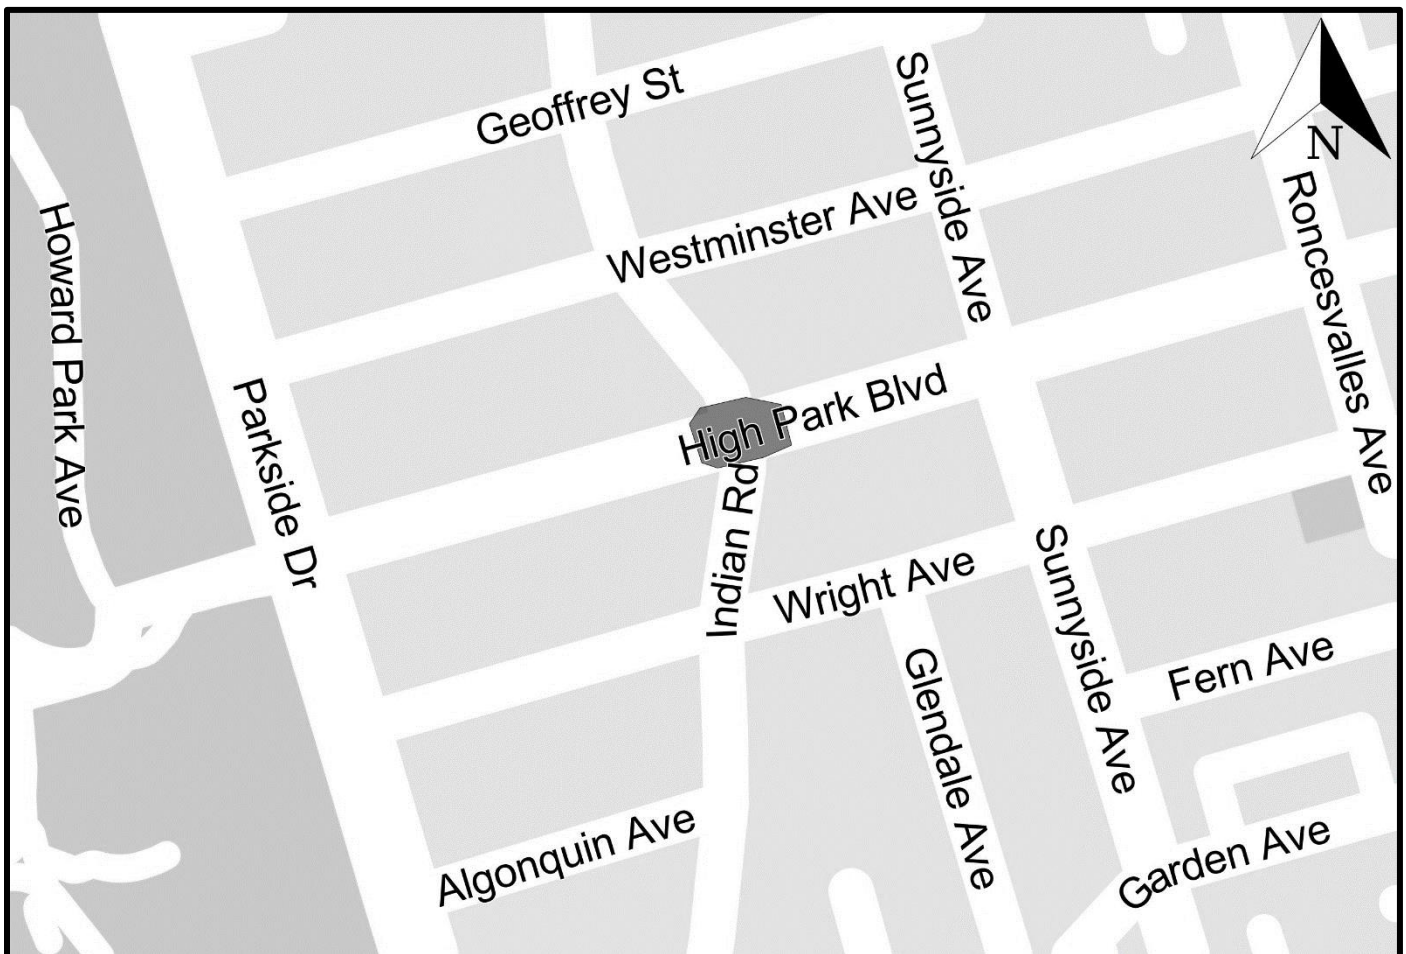 Geoffrey St
Sunnyside Ave
N
Westminster Ave
Roncesvalles Ave
Howard Park Ave
Parkside Dr
High Park Blvd
Indian Rd
Wright Ave
Sunnyside Ave
Glendale Ave
Fern Ave
Algonquin Ave
Garden Ave